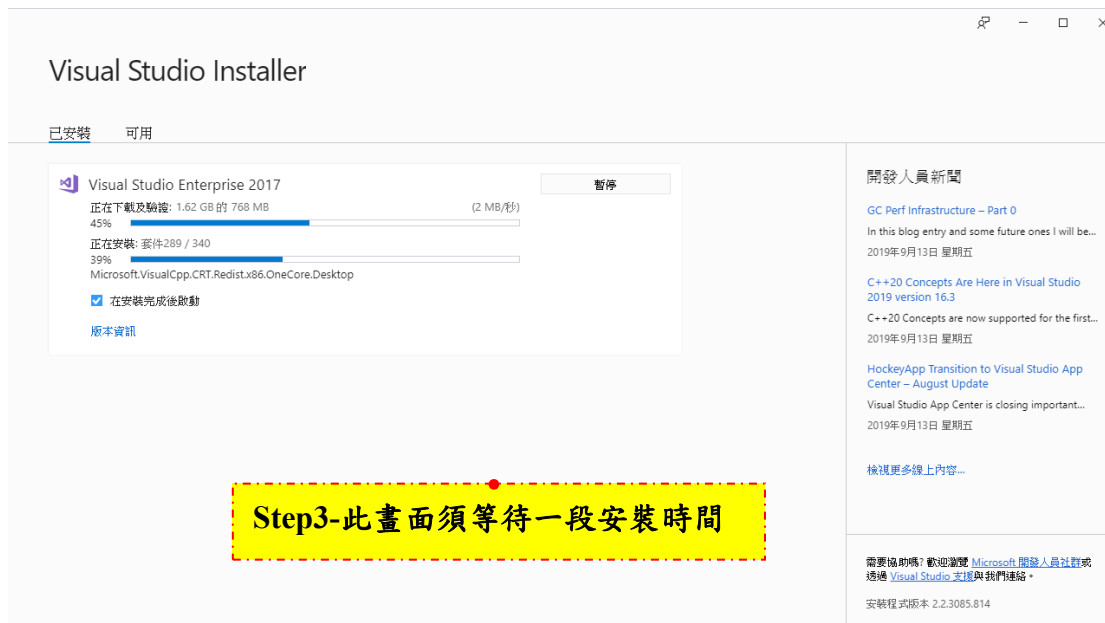 Visual Studio Installer
已安裝
可用
Visual Studio Enterprise 2017
暫停
正在下載及驗證: 1.62 GB 的 768 MB
(2 MB/秒)
45%
正在安裝: 套件289 / 340
39%
Microsoft.VisualCpp.CRT.Redist.x86.OneCore.Desktop
在安裝完成後啟動
版本資訊
Step3-此畫面須等待一段安裝時間
開發人員新聞
GC Perf Infrastructure – Part 0
In this blog entry and some future ones I will be...
2019年9月13日 星期五
C++20 Concepts Are Here in Visual Studio
2019 version 16.3
C++20 Concepts are now supported for the first...
2019年9月13日 星期五
HockeyApp Transition to Visual Studio App
Center – August Update
Visual Studio App Center is closing important...
2019年9月13日 星期五
檢視更多線上內容...
需要協助嗎? 歡迎瀏覽 Microsoft 開發人員社群或
透過 Visual Studio 支援與我們連絡。
安裝程式版本 2.2.3085.814